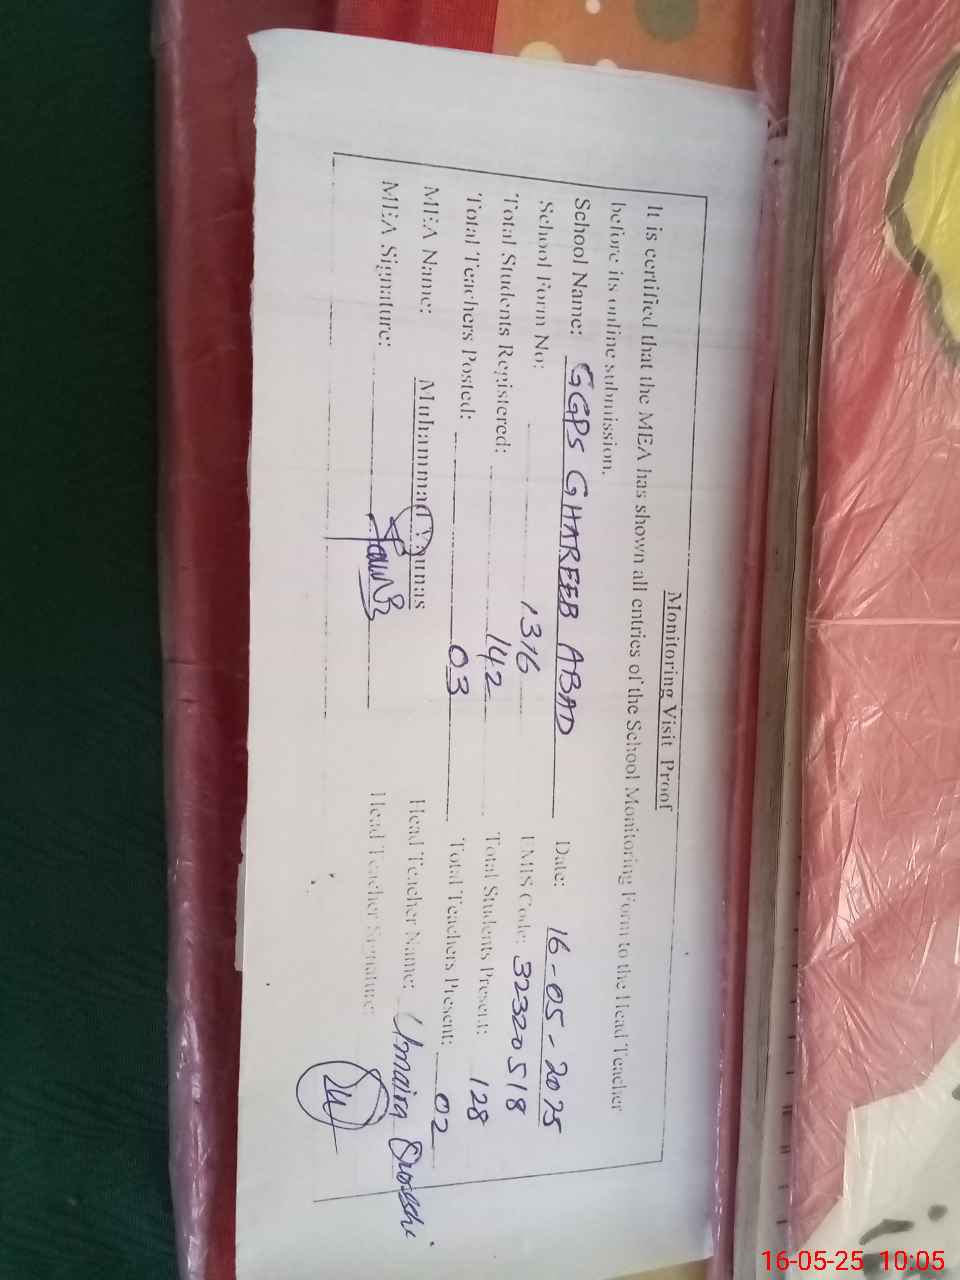 Monitoring Visit Proof
It is certified that the MEA has shown all entries of the School Monitoring Form to the Head Teacher
before its online submission.
School Name: GGPS GHAREEB ABAD Date: 16-05-2025
School Form No: 1316 EMIS Code: 32320518
Total Students Registered: 142 Total Students Present: 128
Total Teachers Posted: 03 Total Teachers Present: 02
MEA Name: Muhammad Younas Head Teacher Name: Umaira Qureshi
MEA Signature: Head Teacher Signature:
16-05-25 10:05